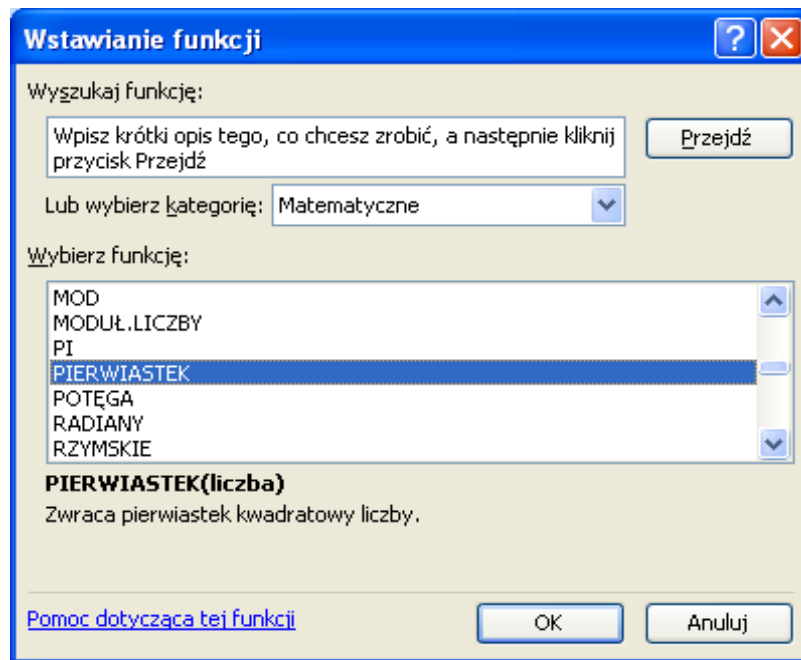 Wstawianie funkcji
Wyszukaj funkcję:
Wpisz krótki opis tego, co chcesz zrobić, a następnie kliknij
przycisk Przejdź
Przejdź
Lub wybierz kategorię: Matematyczne
Wybierz funkcję:
MOD
MODUŁ.LICZBY
PI
PIERWIASTEK
POTĘGA
RADIANY
RZYMSKIE
PIERWIASTEK(liczba)
Zwraca pierwiastek kwadratowy liczby.
Pomoc dotycząca tej funkcji
OK
Anuluj